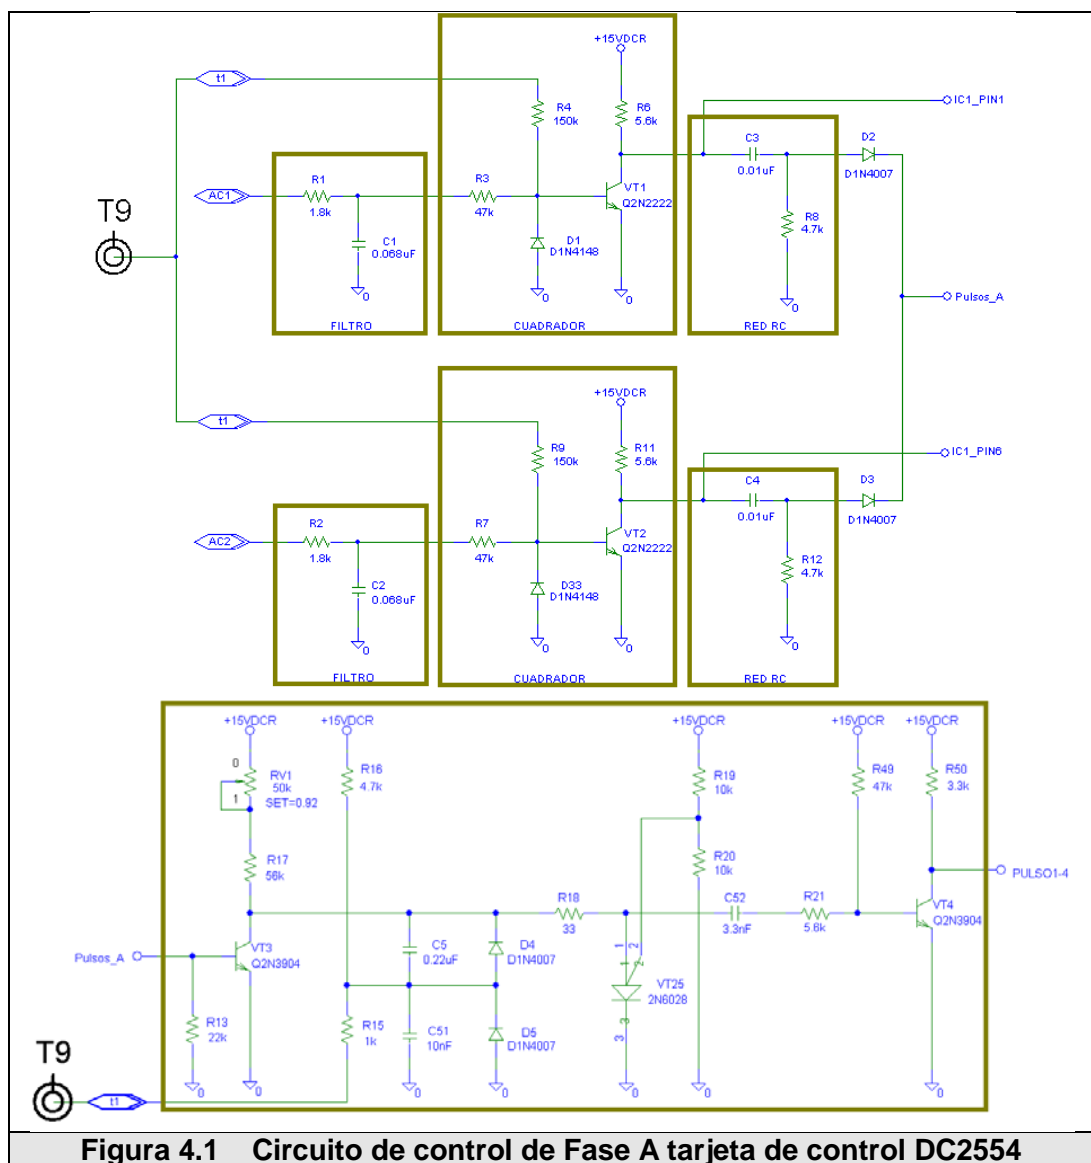 +15VDCR
t1
R4
150k
R6
5.6k
IC1_PIN1
C3
0.01uF
D2
D1N4007
AC1
R1
1.8k
R3
47k
VT1
Q2N2222
T9
C1
0.068uF
D1
D1N4148
R8
4.7k
0
0
0
0
Pulsos_A
FILTRO
CUADRADOR
RED RC
+15VDCR
t1
R9
150k
R11
5.6k
IC1_PIN6
C4
0.01uF
D3
D1N4007
AC2
R2
1.8k
R7
47k
VT2
Q2N2222
C2
0.068uF
D33
D1N4148
R12
4.7k
0
0
0
0
FILTRO
CUADRADOR
RED RC
+15VDCR
+15VDCR
+15VDCR
+15VDCR
+15VDCR
0
RV1
50k
SET=0.92
1
R16
4.7k
R19
10k
R49
47k
R50
3.3k
R17
56k
R20
10k
PULSO1-4
R18
33
C52
3.3nF
R21
5.6k
VT4
Q2N3904
Pulsos_A
VT3
Q2N3904
C5
0.22uF
D4
D1N4007
1
2
1
2
VT25
2N6028
3
3
R13
22k
R15
1k
C51
10nF
D5
D1N4007
0
0
0
0
0
0
0
T9
t1
Figura 4.1 Circuito de control de Fase A tarjeta de control DC2554